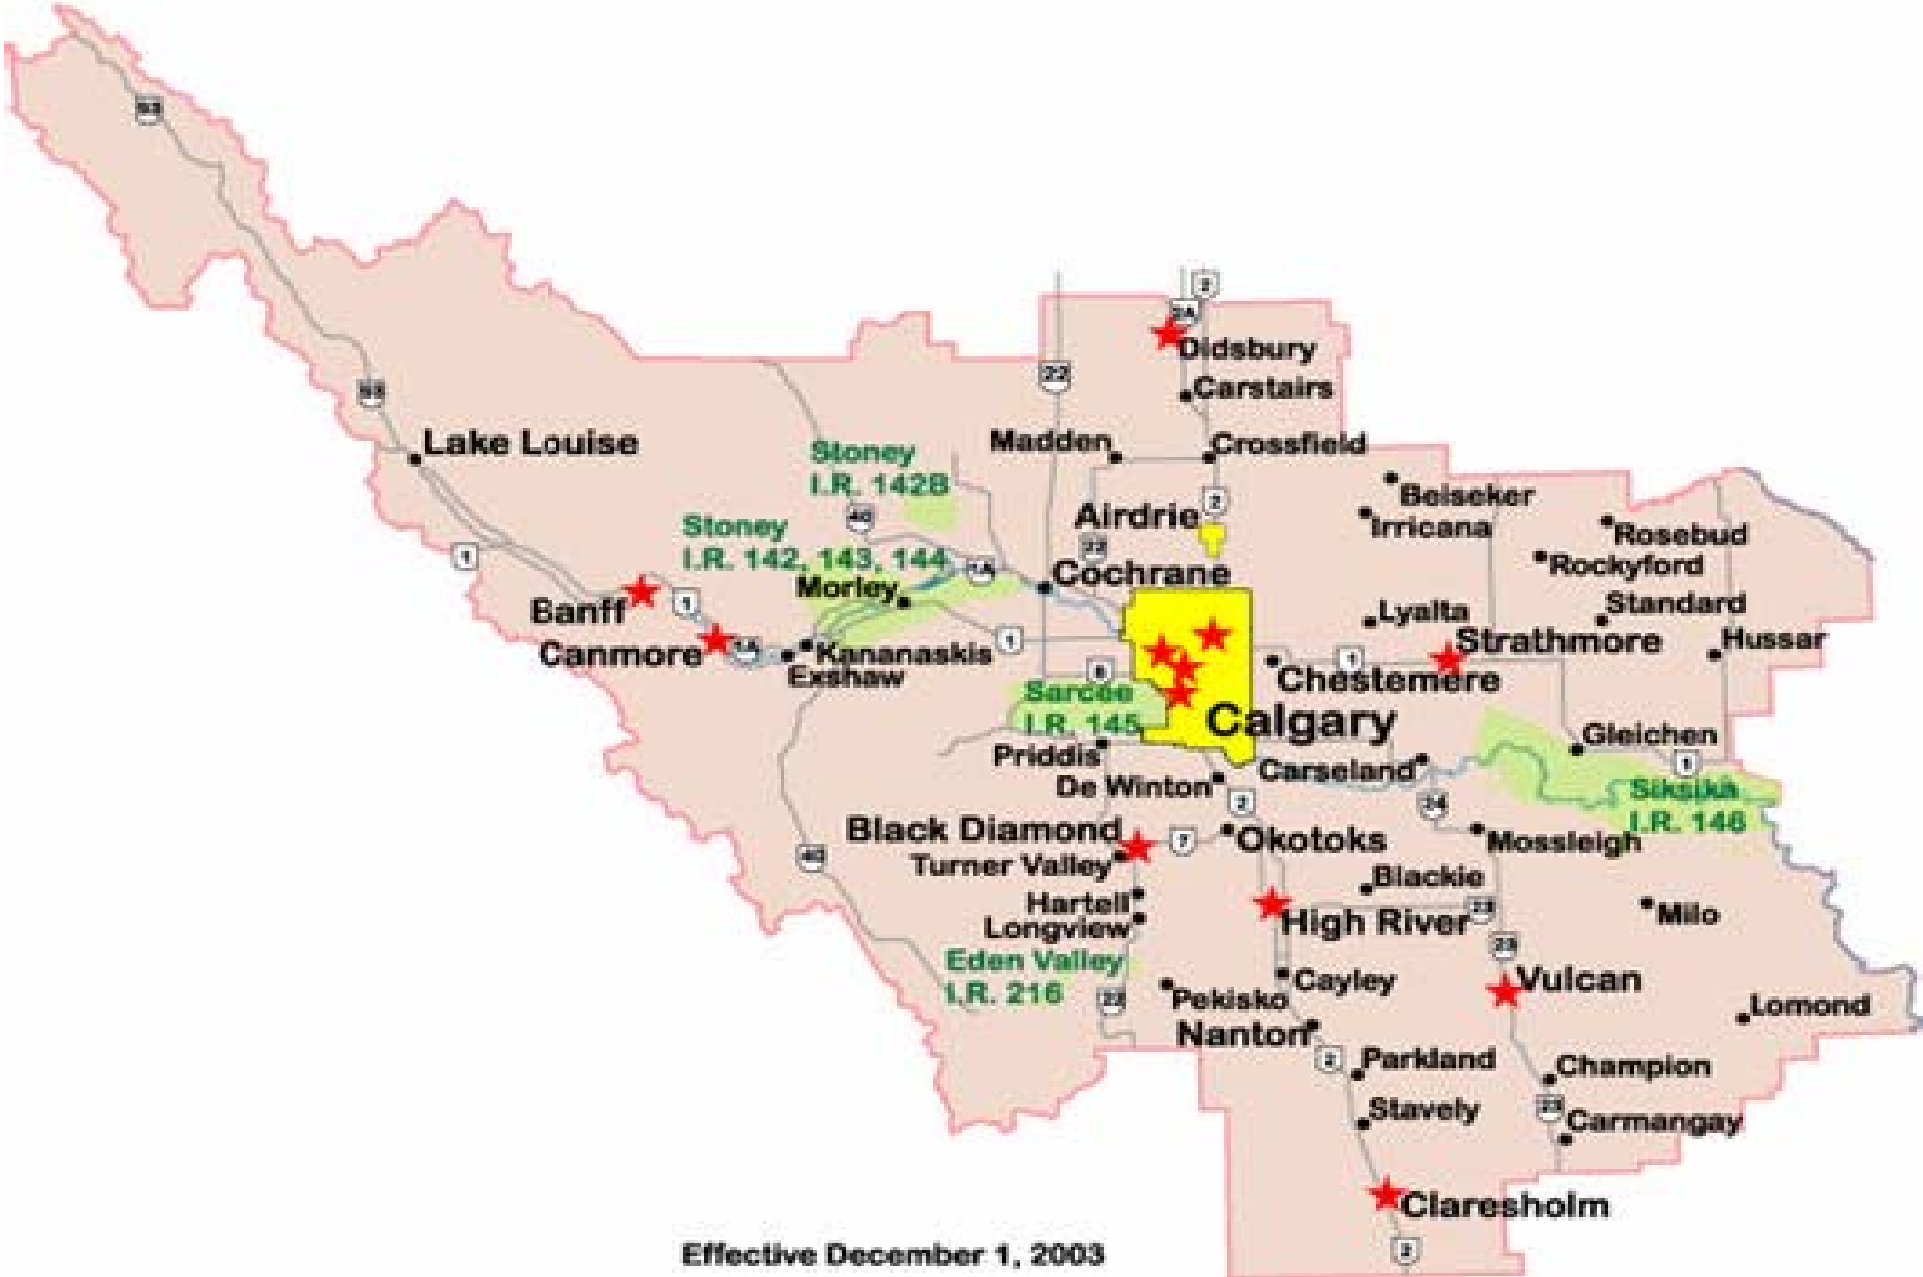 93
2
2A
Didsbury
22
Carstairs
93
Lake Louise
Madden
Crossfield
Stoney
I.R. 142B
2
Beiseker
40
Airdrie
Irricana
Rosebud
Stoney
I.R. 142, 143, 144
22
1
1A
Cochrane
Rockyford
Morley
Banff
1
Lyalta
Standard
Canmore
1A
Kananaskis
1
Strathmore
Hussar
Exshaw
8
1
Chestemere
Sarcee
I.R. 145
Calgary
Priddis
Gleichen
De Winton
Carseland
1
Siksika
I.R. 146
2
24
Black Diamond
7
Okotoks
Mossleigh
40
Turner Valley
Blackie
Hartell
High River
23
Milo
Longview
23
Eden Valley
I.R. 216
Cayley
Vulcan
22
Pekisko
Lomond
Nanton
2
Parkland
Champion
Stavely
23
Carmangay
Claresholm
2
Effective December 1, 2003